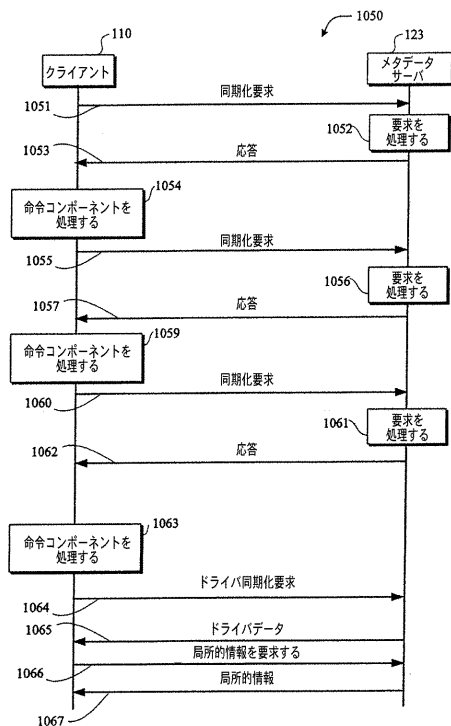 1050
110
123
クライアント
メタデータ
サーバ
同期化要求
1051
1052
要求を
処理する
1053
応答
1054
命令コンポーネントを
処理する
同期化要求
1055
1056
要求を
処理する
1057
応答
1059
命令コンポーネントを
処理する
同期化要求
1060
1061
要求を
処理する
1062
応答
1063
命令コンポーネントを
処理する
ドライバ同期化要求
1064
ドライバデータ
1065
局所的情報を要求する
1066
局所的情報
1067